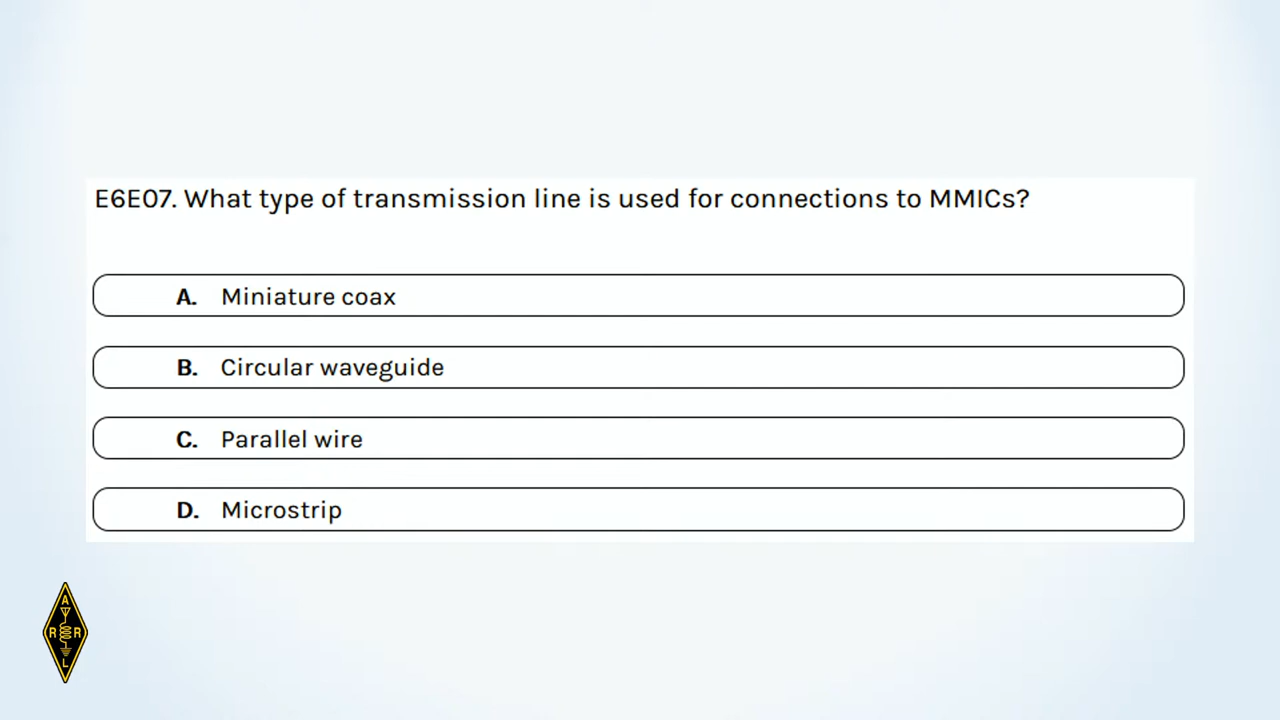 E6E07. What type of transmission line is used for connections to MMICs?
A. Miniature coax
B. Circular waveguide
C. Parallel wire
D. Microstrip
A
R R
L